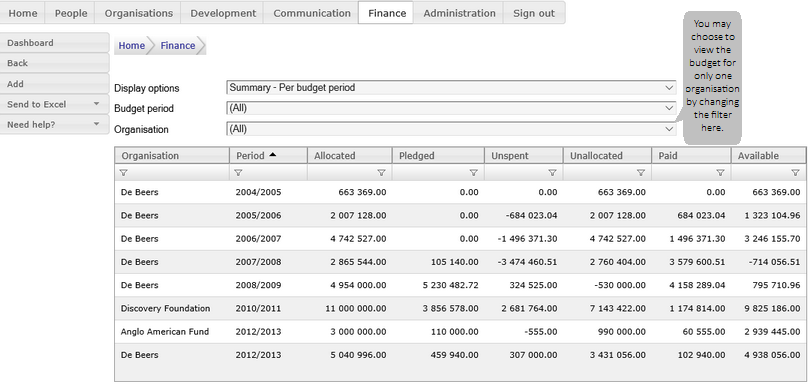 Home People Organisations Development Communication Finance Administration Sign out
Dashboard
Back
Add
Send to Excel
Need help?
Home Finance
Display options Summary - Per budget period
Budget period (All)
Organisation (All)
You may
choose to
view the
budget for
only one
organisation
by changing
the filter
here.
Organisation Period Allocated Pledged Unspent Unallocated Paid Available
De Beers 2004/2005 663 369.00 0.00 0.00 663 369.00 0.00 663 369.00
De Beers 2005/2006 2 007 128.00 0.00 -684 023.04 2 007 128.00 684 023.04 1 323 104.96
De Beers 2006/2007 4 742 527.00 0.00 -1 496 371.30 4 742 527.00 1 496 371.30 3 246 155.70
De Beers 2007/2008 2 865 544.00 105 140.00 -3 474 460.51 2 760 404.00 3 579 600.51 -714 056.51
De Beers 2008/2009 4 954 000.00 5 230 482.72 324 525.00 -530 000.00 4 158 289.04 795 710.96
Discovery Foundation 2010/2011 11 000 000.00 3 856 578.00 2 681 764.00 7 143 422.00 1 174 814.00 9 825 186.00
Anglo American Fund 2012/2013 3 000 000.00 110 000.00 -555.00 990 000.00 60 555.00 2 939 445.00
De Beers 2012/2013 5 040 996.00 459 940.00 307 000.00 3 431 056.00 102 940.00 4 938 056.00